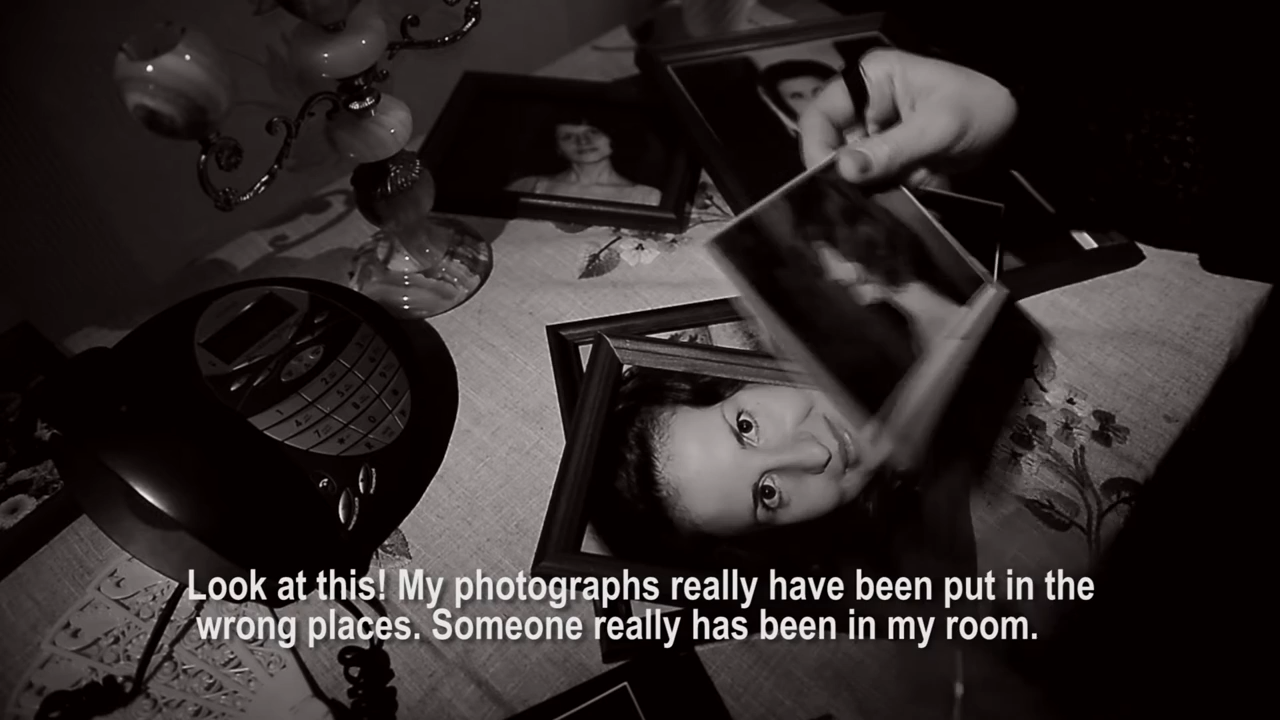 Look at this! My photographs really have been put in the
wrong places. Someone really has been in my room.